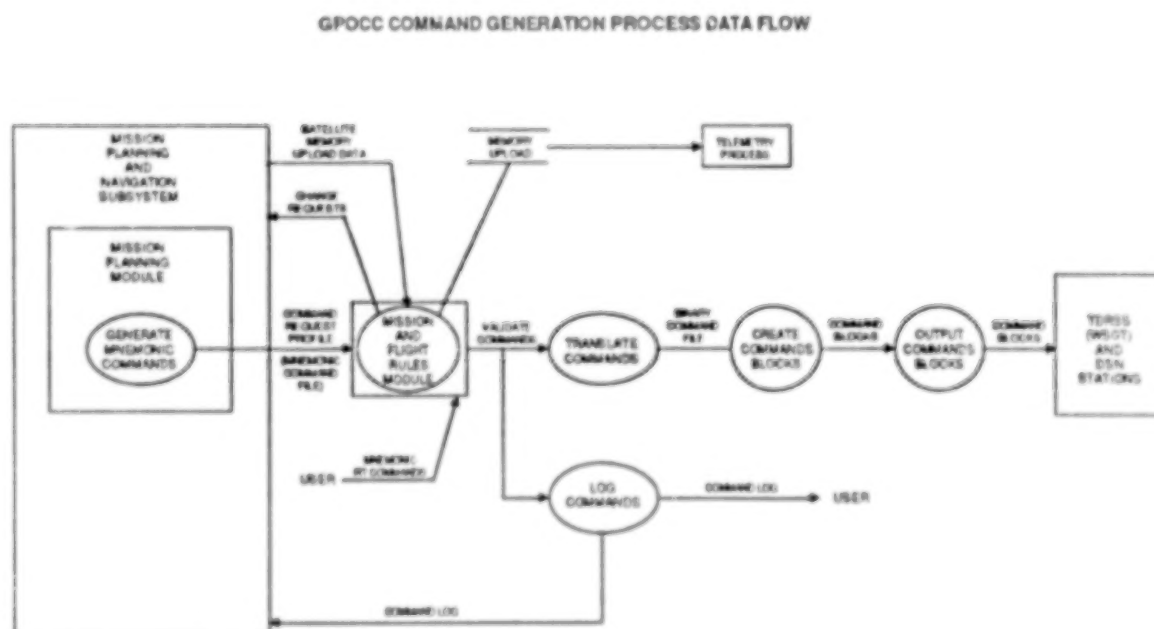 GPOCC COMMAND GENERATION PROCESS DATA FLOW
MISSION
PLANNING
AND
NAVIGATION
SUBSYSTEM
SATELLITE
MEMORY
UPLOAD DATA
MEMORY
UPLOAD
TELEMETRY
PROCESS
CHANGE
REQUESTS
MISSION
PLANNING
MODULE
GENERATE
MNEMONIC
COMMANDS
COMMAND
REQUEST
PROFILE
(MNEMONIC
COMMAND
FILE)
MISSION
AND
FLIGHT
RULES
MODULE
VALIDATE
COMMANDS
TRANSLATE
COMMANDS
BINARY
COMMAND
FILE
CREATE
COMMANDS
BLOCKS
COMMAND
BLOCKS
OUTPUT
COMMANDS
BLOCKS
COMMAND
BLOCKS
TDRSS
(WSGT)
AND
DSN
STATIONS
USER
MNEMONIC
RT COMMANDS
LOG
COMMANDS
COMMAND LOG
USER
COMMAND LOG